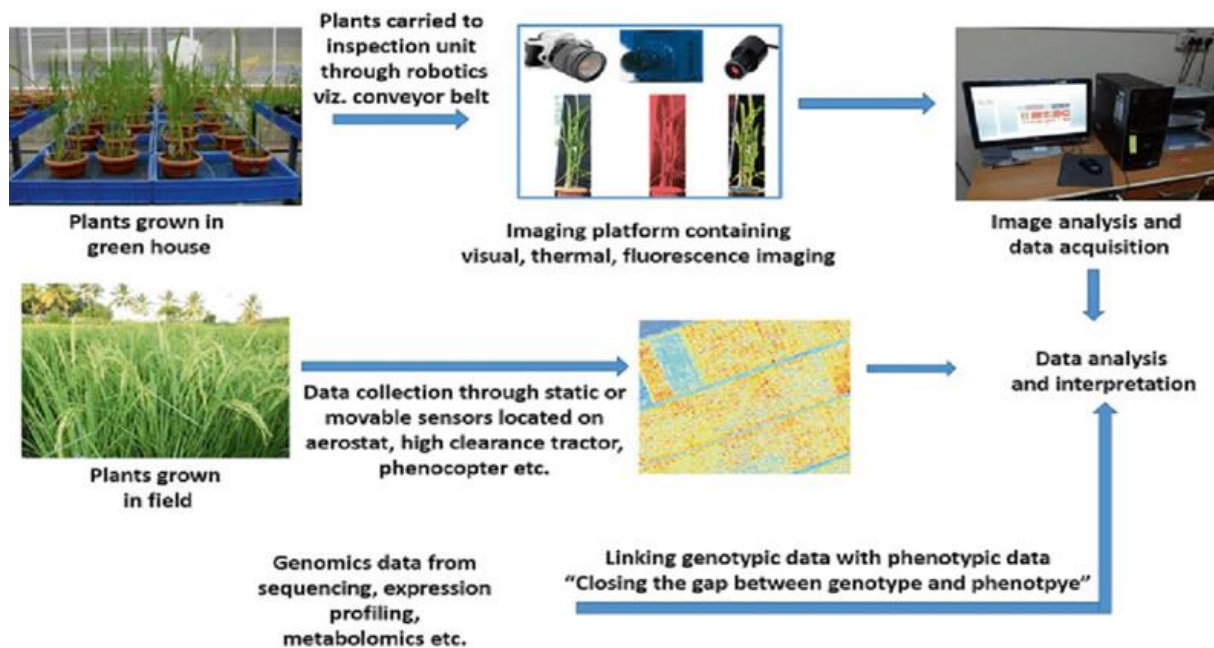 Plants carried to
inspection unit
through robotics
viz. conveyor belt
Plants grown in
green house
Imaging platform containing
visual, thermal, fluorescence imaging
Image analysis and
data acquisition
Data collection through static or
movable sensors located on
aerostat, high clearance tractor,
phenocopter etc.
Plants grown
in field
Data analysis
and interpretation
Genomics data from
sequencing, expression
profiling,
metabolomics etc.
Linking genotypic data with phenotypic data
“Closing the gap between genotype and phenotpye”